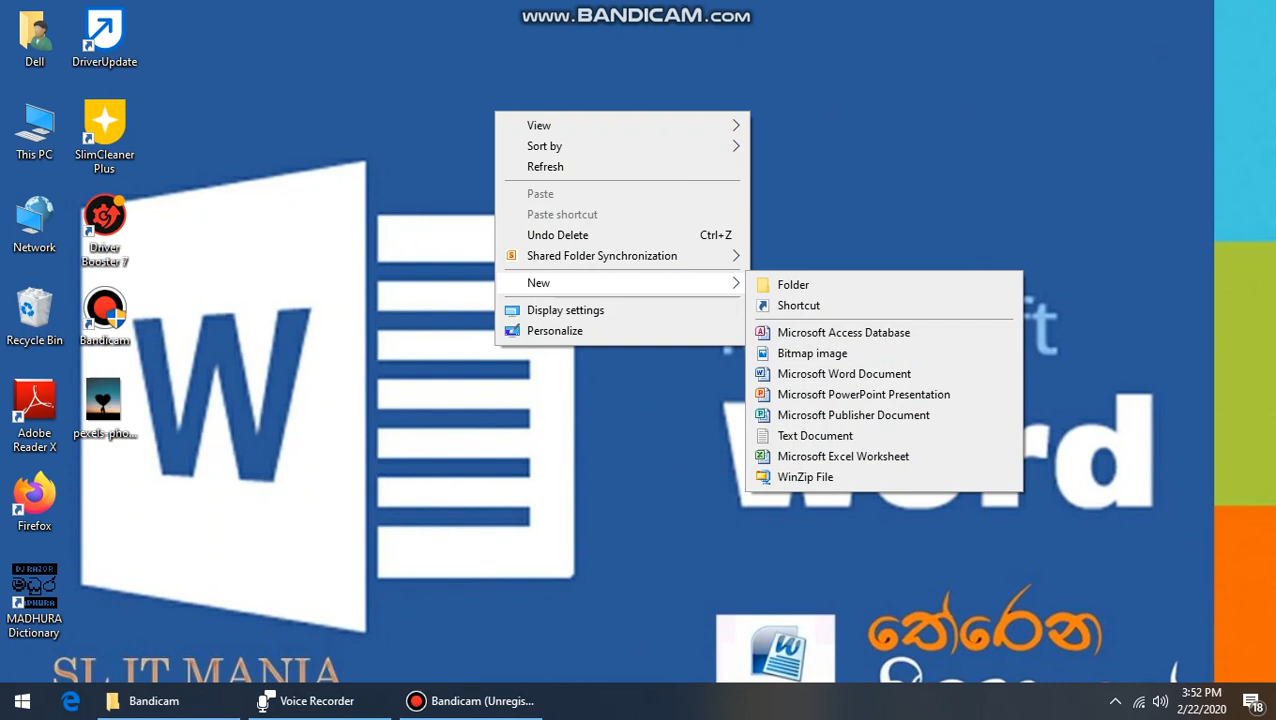 WWW.BANDICAM.COM
Dell
DriverUpdate
This PC
SlimCleaner
Plus
Network
Driver
Booster 7
Recycle Bin
Bandicam
Adobe
Reader X
pexels-pho...
Firefox
DJ RAZOR
MADHURA
Dictionary
View
Sort by
Refresh
Paste
Paste shortcut
Undo Delete Ctrl+Z
Shared Folder Synchronization
New
Display settings
Personalize
Folder
Shortcut
Microsoft Access Database
Bitmap image
Microsoft Word Document
Microsoft PowerPoint Presentation
Microsoft Publisher Document
Text Document
Microsoft Excel Worksheet
WinZip File
W
තේරෙන
SL IT MANIA
Bandicam
Voice Recorder
Bandicam (Unregis...
3:52 PM
2/22/2020
18